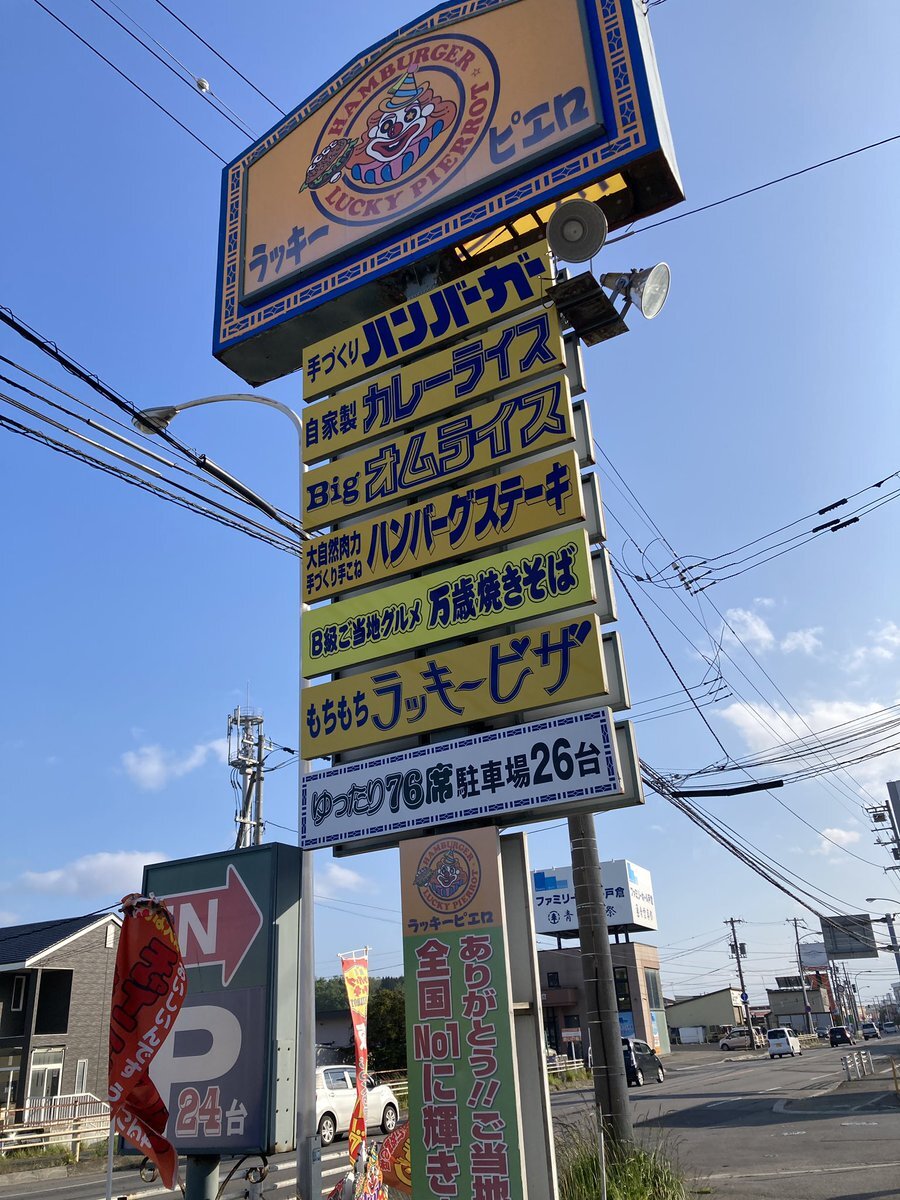 HAMBURGER
LUCKY PIERROT
ラッキー
ピエロ
手づくり ハンバーガー
自家製 カレーライス
Big オムライス
大自然肉力
手づくり手こね
ハンバーグステーキ
B級ご当地グルメ 万歳焼きそば
もちもち ラッキーピザ
ゆったり76席 駐車場26台
HAMBURGER
LUCKY PIERROT
ラッキーピエロ
ありがとう!!ご当地
全国No1に輝き
IN
P
24台